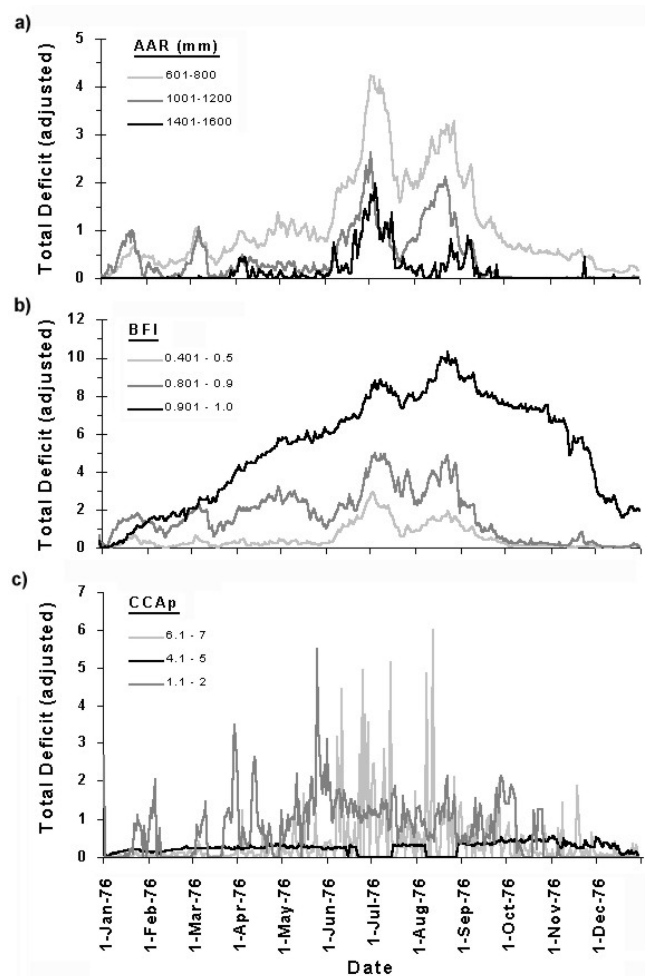 a)
AAR (mm)
601-800
1001-1200
1401-1600
Total Deficit (adjusted)
5
4
3
2
1
0
b)
BFI
0.401 - 0.5
0.801 - 0.9
0.901 - 1.0
Total Deficit (adjusted)
12
10
8
6
4
2
0
c)
CCAp
6.1 - 7
4.1 - 5
1.1 - 2
Total Deficit (adjusted)
7
6
5
4
3
2
1
0
1-Jan-76
1-Feb-76
1-Mar-76
1-Apr-76
1-May-76
1-Jun-76
1-Jul-76
1-Aug-76
1-Sep-76
1-Oct-76
1-Nov-76
1-Dec-76
Date